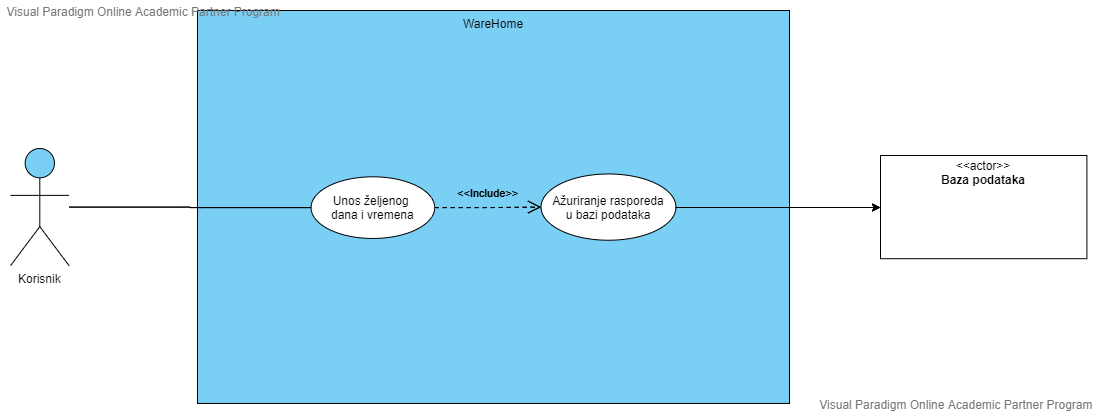 Visual Paradigm Online Academic Partner Program
WareHome
Korisnik
Unos željenog
dana i vremena
<<Include>>
Ažuriranje rasporeda
u bazi podataka
<<actor>>
Baza podataka
Visual Paradigm Online Academic Partner Program